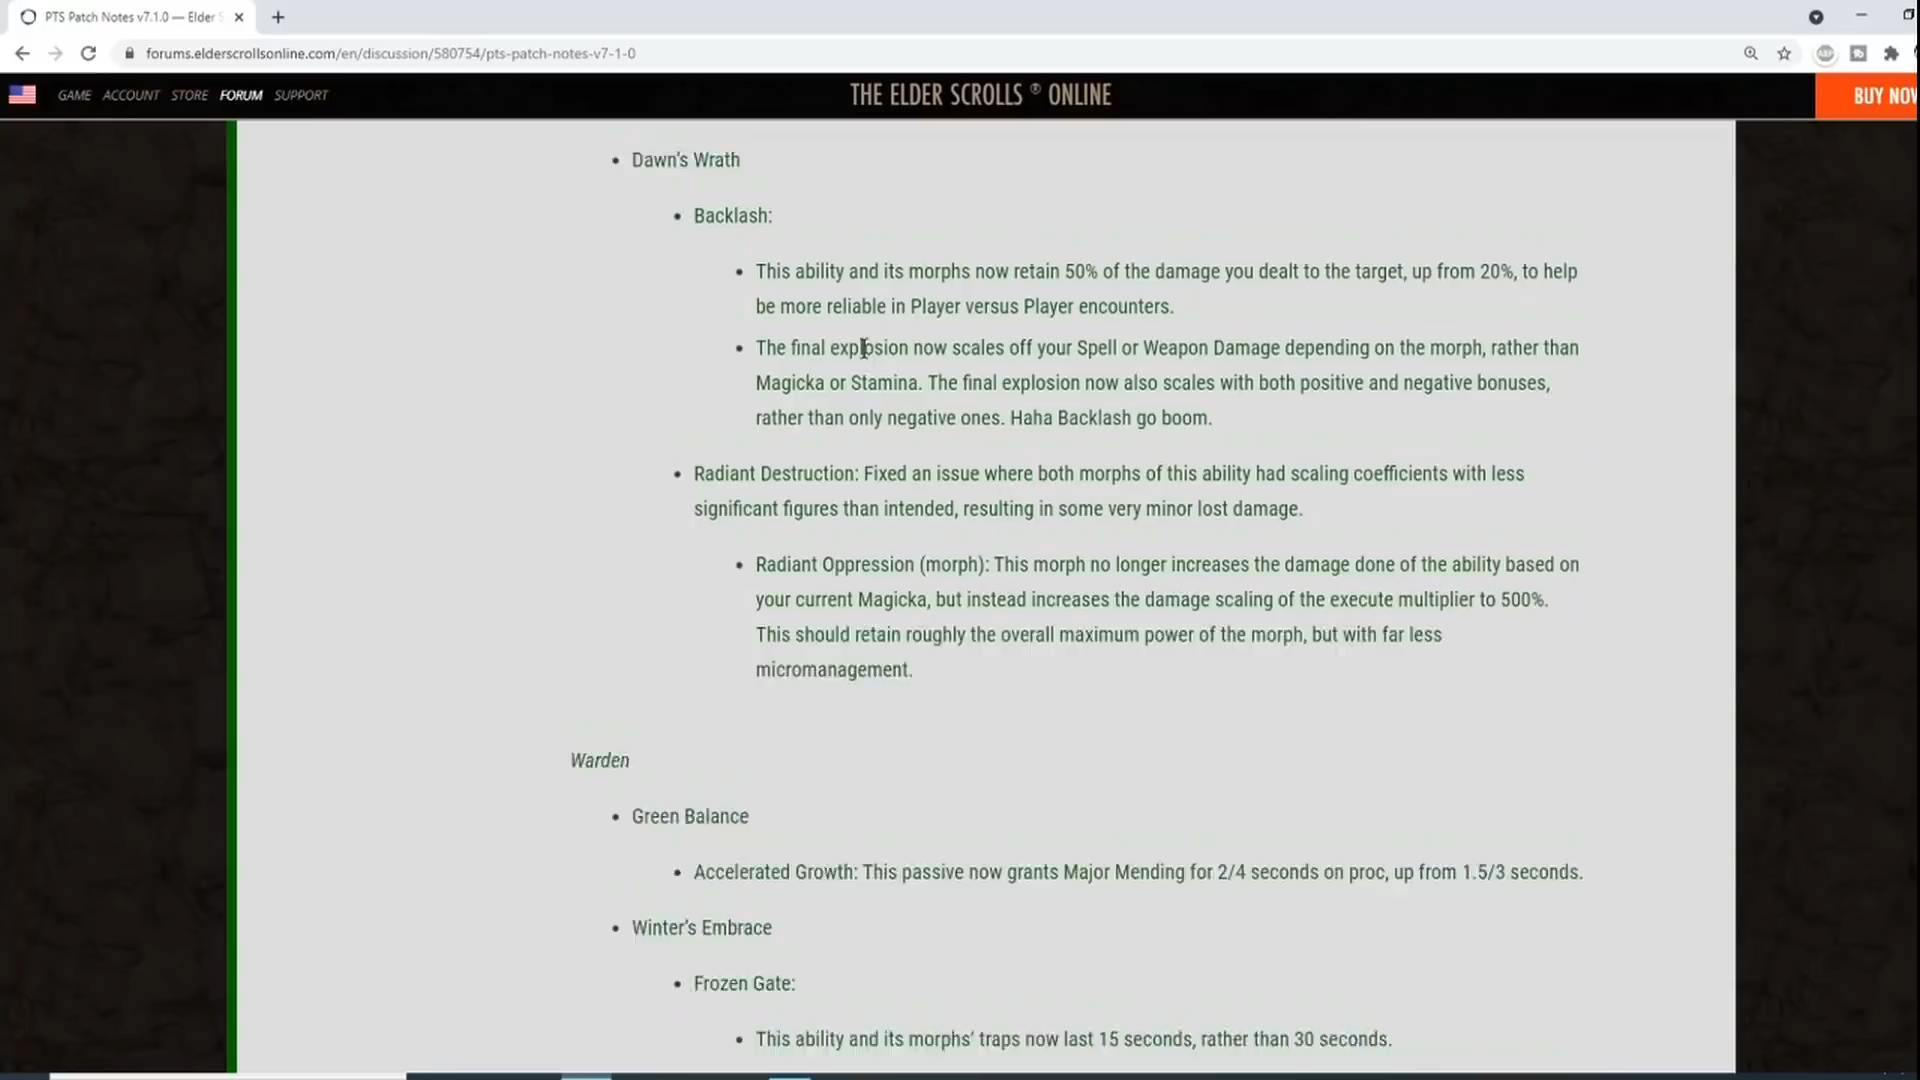 PTS Patch Notes v7.1.0 — Elder S
forums.elderscrollsonline.com/en/discussion/580754/pts-patch-notes-v7-1-0
ABP
GAME ACCOUNT STORE FORUM SUPPORT
THE ELDER SCROLLS ® ONLINE
BUY NOW
Dawn's Wrath
Backlash:
This ability and its morphs now retain 50% of the damage you dealt to the target, up from 20%, to help
be more reliable in Player versus Player encounters.
The final explosion now scales off your Spell or Weapon Damage depending on the morph, rather than
Magicka or Stamina. The final explosion now also scales with both positive and negative bonuses,
rather than only negative ones. Haha Backlash go boom.
Radiant Destruction: Fixed an issue where both morphs of this ability had scaling coefficients with less
significant figures than intended, resulting in some very minor lost damage.
Radiant Oppression (morph): This morph no longer increases the damage done of the ability based on
your current Magicka, but instead increases the damage scaling of the execute multiplier to 500%.
This should retain roughly the overall maximum power of the morph, but with far less
micromanagement.
Warden
Green Balance
Accelerated Growth: This passive now grants Major Mending for 2/4 seconds on proc, up from 1.5/3 seconds.
Winter's Embrace
Frozen Gate:
This ability and its morphs' traps now last 15 seconds, rather than 30 seconds.